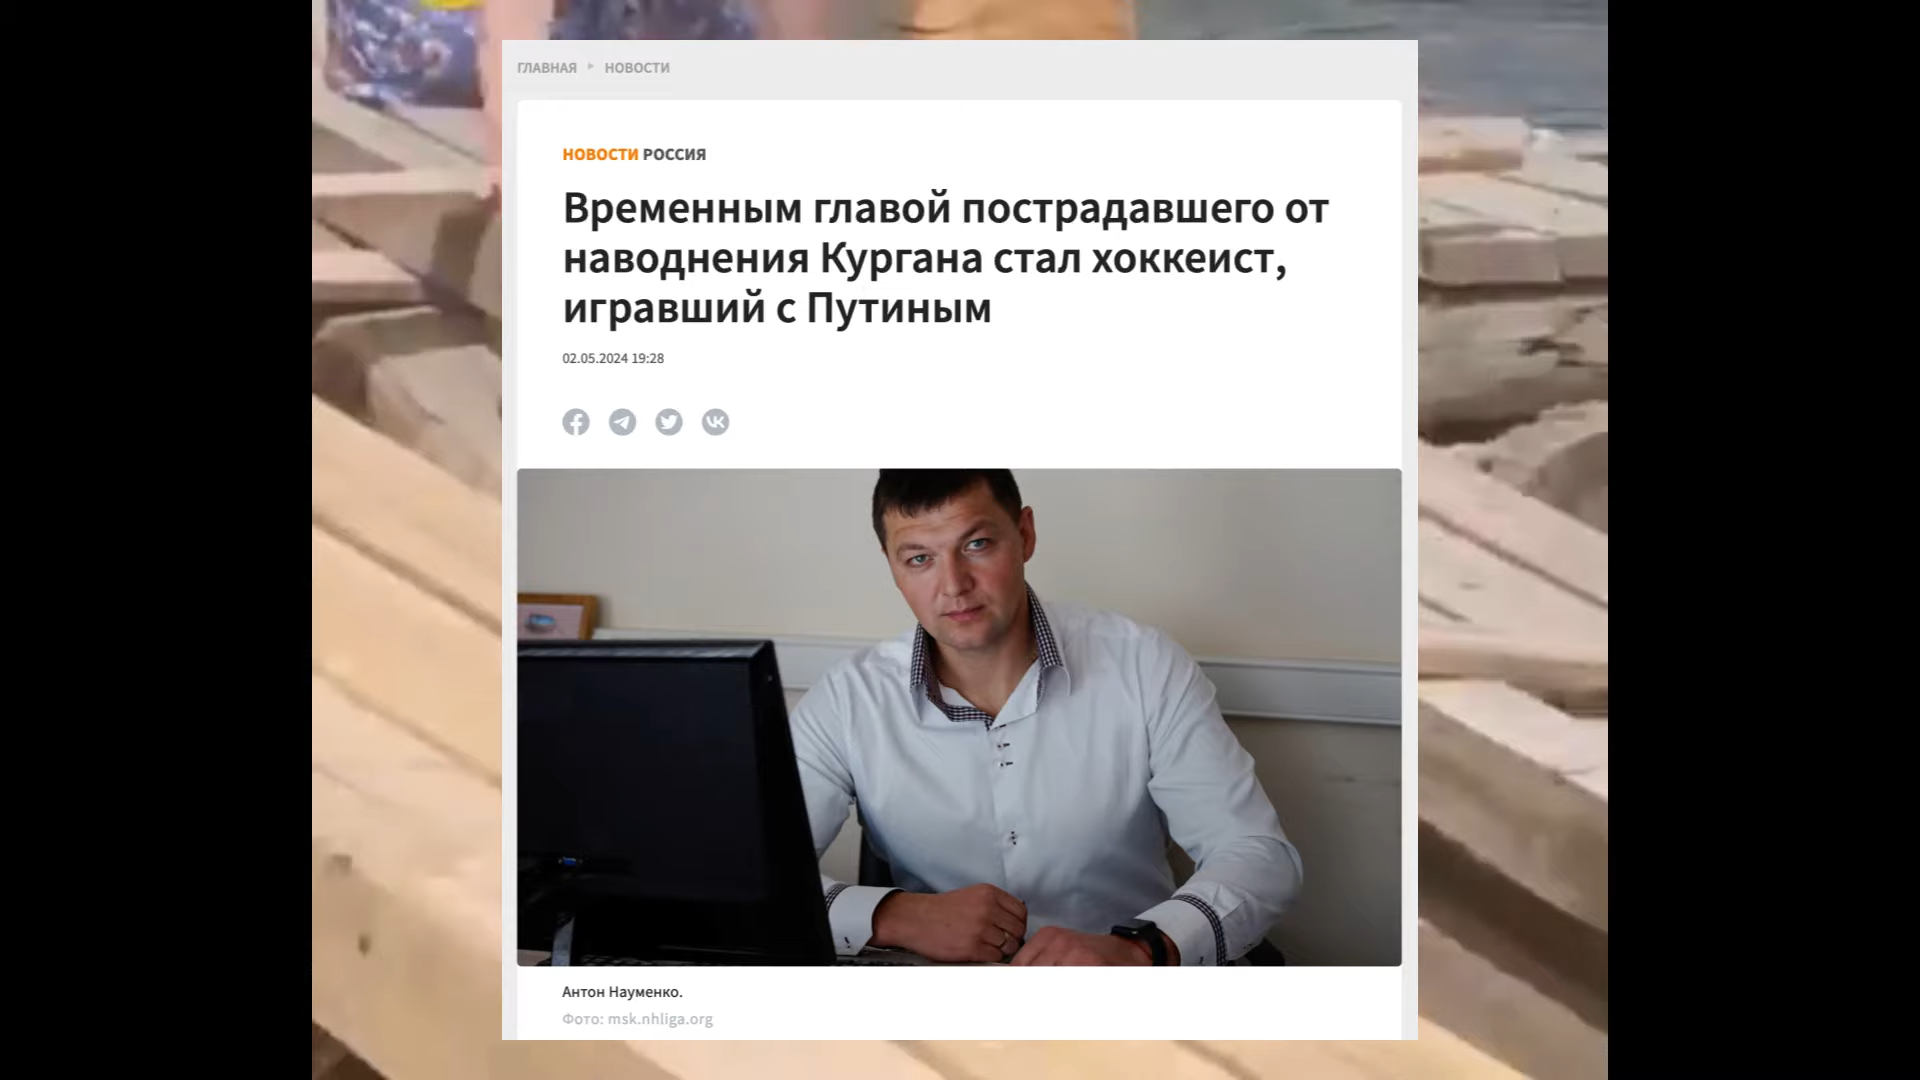 ГЛАВНАЯ ▸ НОВОСТИ
НОВОСТИ РОССИЯ
Временным главой пострадавшего от
наводнения Кургана стал хоккеист,
игравший с Путиным
02.05.2024 19:28
Антон Науменко.
Фото: msk.nhliga.org